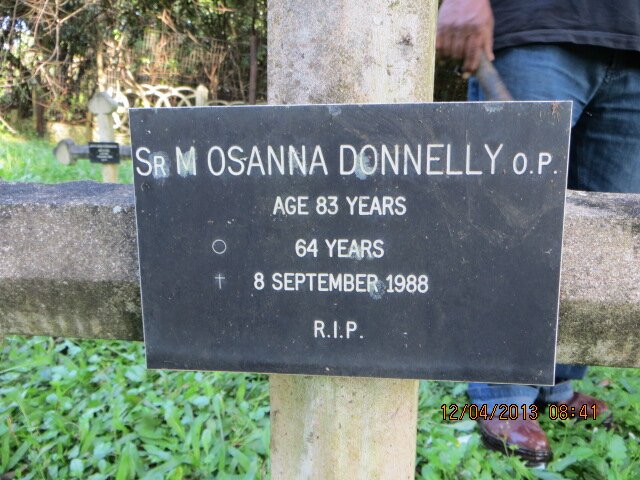 Sr M OSANNA DONNELLY O.P.
AGE 83 YEARS
○ 64 YEARS
† 8 SEPTEMBER 1988
R.I.P.
12/04/2013 08:41